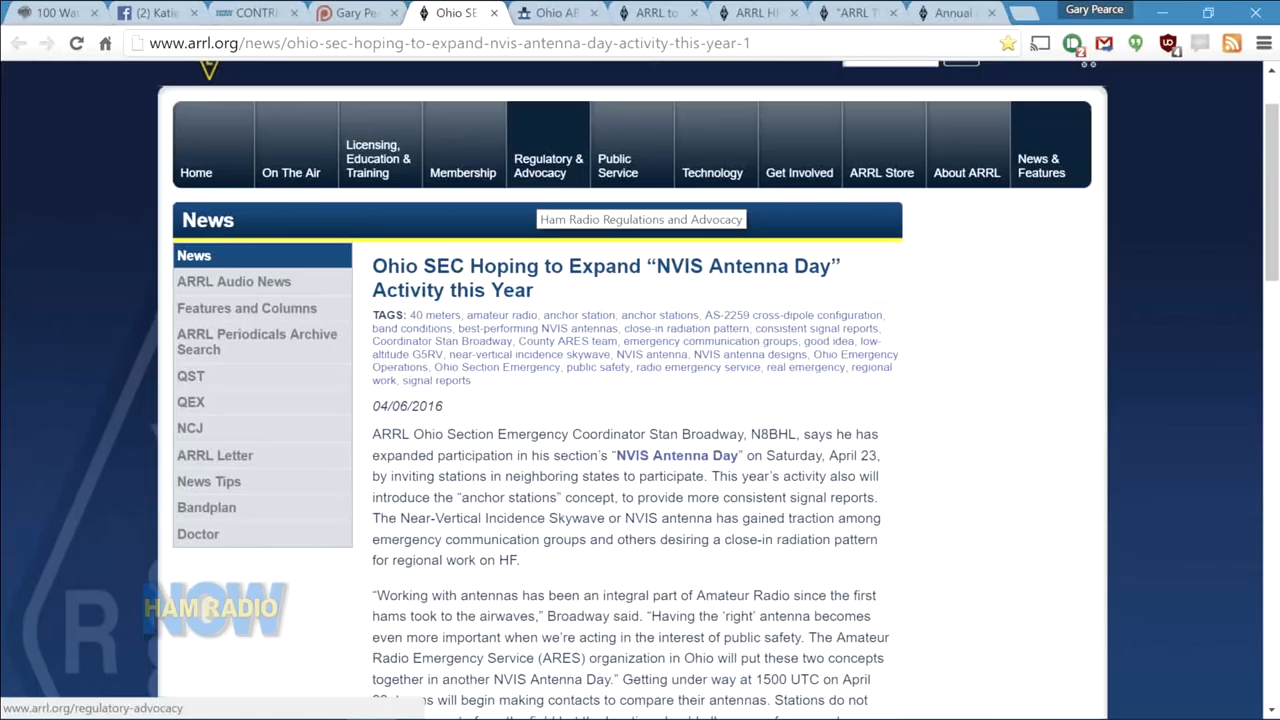 100 Wa
(2) Katie
CONTRI
Gary Pe
Ohio SE
Ohio AE
ARRL to
ARRL HI
"ARRL T
Annual
Gary Pearce
www.arrl.org/news/ohio-sec-hoping-to-expand-nvis-antenna-day-activity-this-year-1
2
4
Home
On The Air
Licensing,
Education &
Training
Membership
Regulatory &
Advocacy
Public
Service
Technology
Get Involved
ARRL Store
About ARRL
News &
Features
News
Ham Radio Regulations and Advocacy
News
ARRL Audio News
Features and Columns
ARRL Periodicals Archive
Search
QST
QEX
NCJ
ARRL Letter
News Tips
Bandplan
Doctor
Ohio SEC Hoping to Expand “NVIS Antenna Day”
Activity this Year
TAGS: 40 meters, amateur radio, anchor station, anchor stations, AS-2259 cross-dipole configuration,
band conditions, best-performing NVIS antennas, close-in radiation pattern, consistent signal reports,
Coordinator Stan Broadway, County ARES team, emergency communication groups, good idea, low-
altitude G5RV, near-vertical incidence skywave, NVIS antenna, NVIS antenna designs, Ohio Emergency
Operations, Ohio Section Emergency, public safety, radio emergency service, real emergency, regional
work, signal reports
04/06/2016
ARRL Ohio Section Emergency Coordinator Stan Broadway, N8BHL, says he has
expanded participation in his section’s “NVIS Antenna Day” on Saturday, April 23,
by inviting stations in neighboring states to participate. This year’s activity also will
introduce the “anchor stations” concept, to provide more consistent signal reports.
The Near-Vertical Incidence Skywave or NVIS antenna has gained traction among
emergency communication groups and others desiring a close-in radiation pattern
for regional work on HF.
“Working with antennas has been an integral part of Amateur Radio since the first
hams took to the airwaves,” Broadway said. “Having the ‘right’ antenna becomes
even more important when we’re acting in the interest of public safety. The Amateur
Radio Emergency Service (ARES) organization in Ohio will put these two concepts
together in another NVIS Antenna Day.” Getting under way at 1500 UTC on April
will begin making contacts to compare their antennas. Stations do not
R
HAM RADIO
NOW
www.arrl.org/regulatory-advocacy